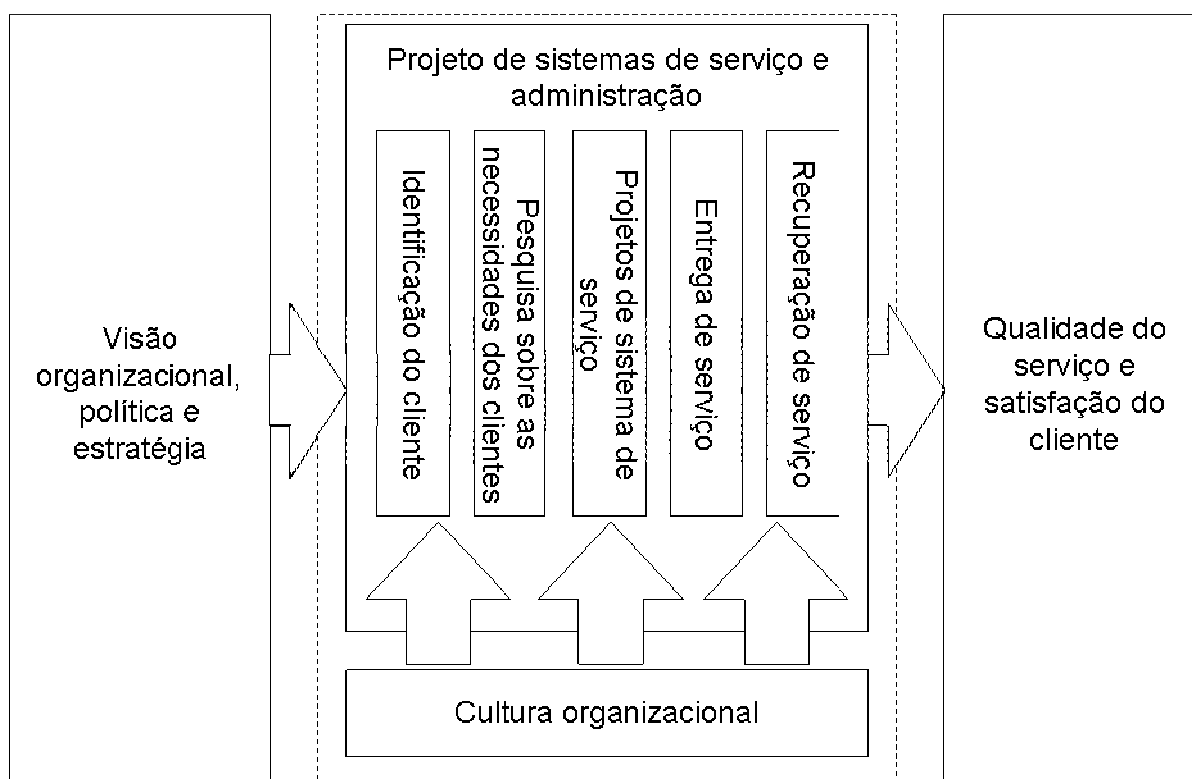 Projeto de sistemas de serviço e
administração
Visão
organizacional,
política e
estratégia
Identificação do cliente
Pesquisa sobre as
necessidades dos clientes
Projetos de sistema de
serviço
Entrega de serviço
Recuperação de serviço
Qualidade do
serviço e
satisfação do
cliente
Cultura organizacional